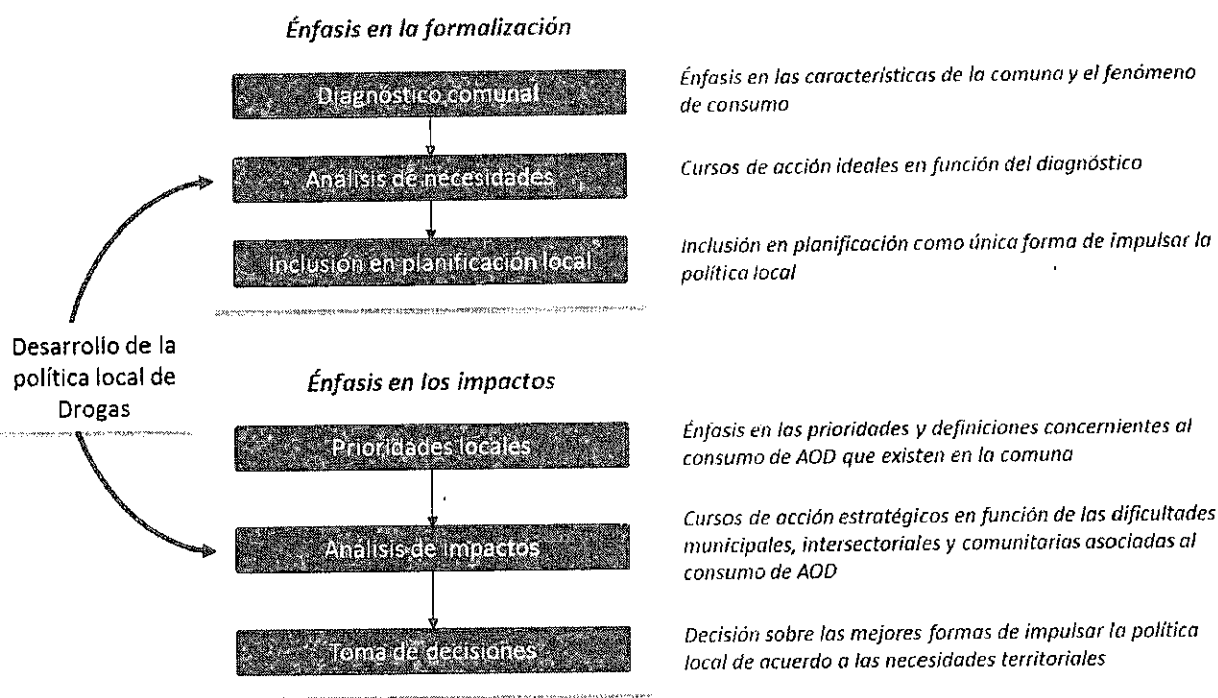 Énfasis en la formalización
Diagnóstico comunal
Énfasis en las características de la comuna y el fenómeno
de consumo
Análisis de necesidades
Cursos de acción ideales en función del diagnóstico
Inclusión en planificación local
Inclusión en planificación como única forma de impulsar la
política local
Desarrollo de la
política local de
Drogas
Énfasis en los impactos
Prioridades locales
Énfasis en las prioridades y definiciones concernientes al
consumo de AOD que existen en la comuna
Análisis de impactos
Cursos de acción estratégicos en función de las dificultades
municipales, intersectoriales y comunitarias asociadas al
consumo de AOD
Toma de decisiones
Decisión sobre las mejores formas de impulsar la política
local de acuerdo a las necesidades territoriales